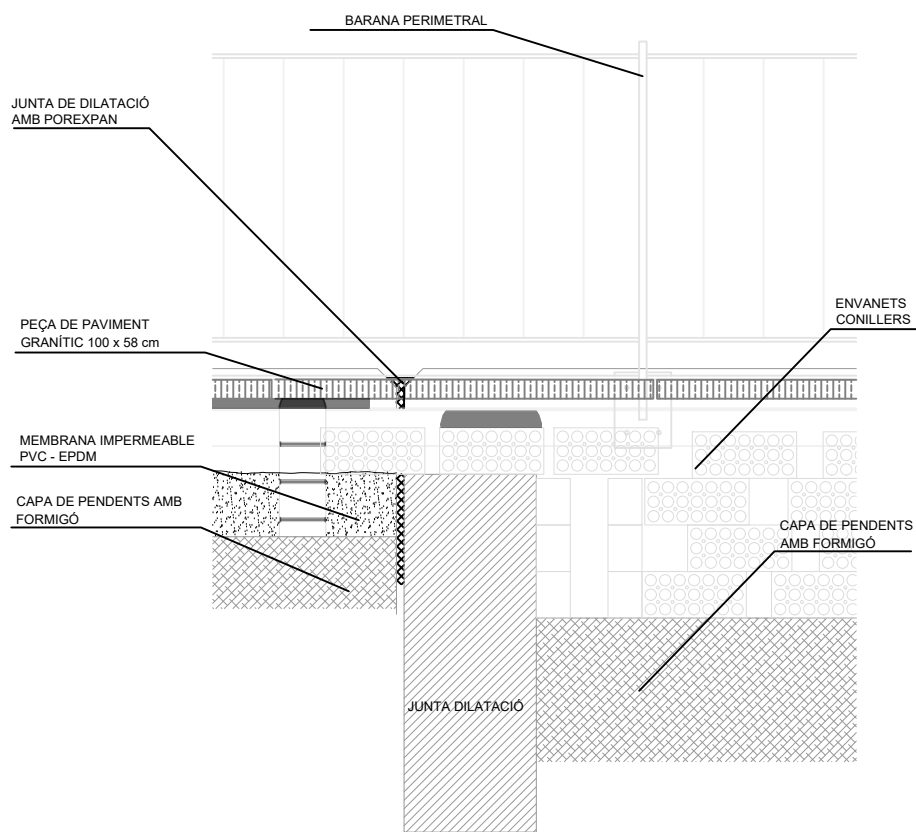 BARANA PERIMETRAL
JUNTA DE DILATACIÓ
AMB POREXPAN
ENVANETS
CONILLERS
PEÇA DE PAVIMENT
GRANÍTIC 100 x 58 cm
MEMBRANA IMPERMEABLE
PVC - EPDM
CAPA DE PENDENTS AMB
FORMIGÓ
CAPA DE PENDENTS
AMB FORMIGÓ
JUNTA DILATACIÓ